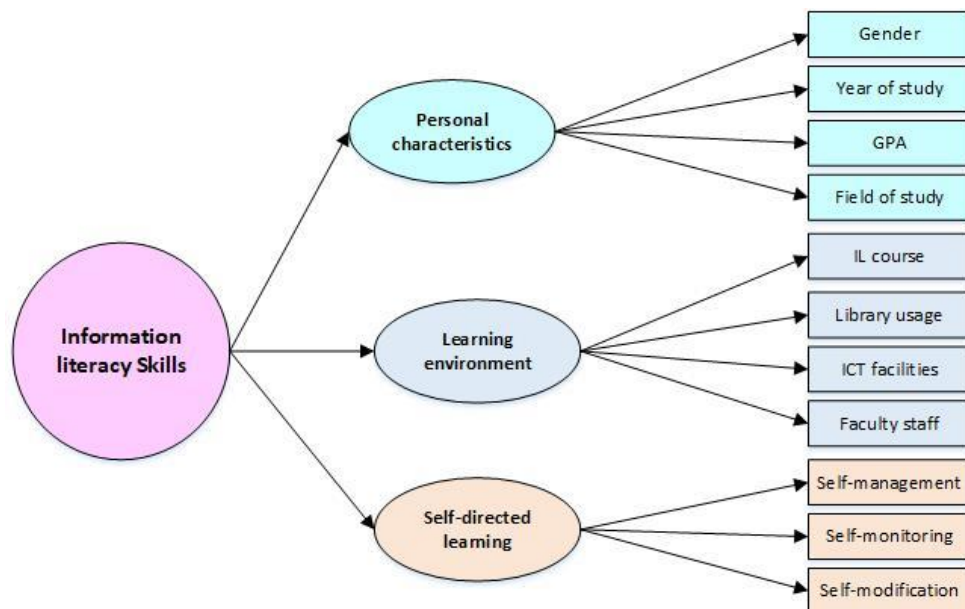 Information
literacy Skills
Personal
characteristics
Gender
Year of study
GPA
Field of study
Learning
environment
IL course
Library usage
ICT facilities
Faculty staff
Self-directed
learning
Self-management
Self-monitoring
Self-modification